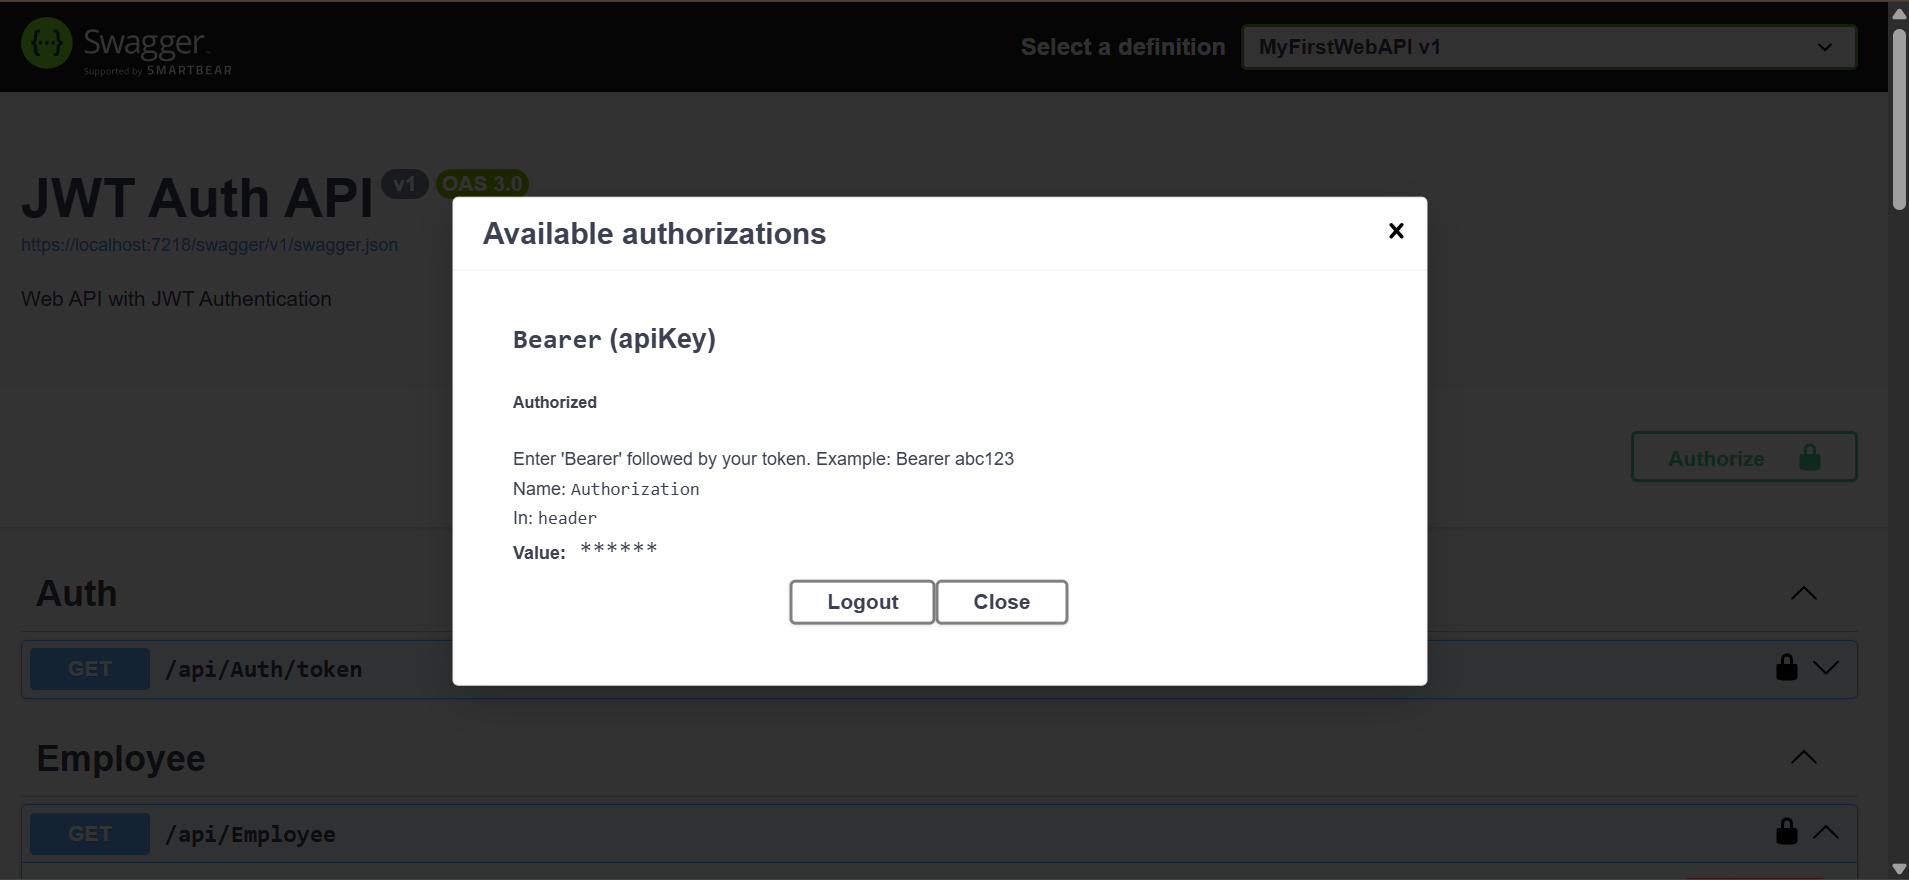 Swagger
Supported by SMARTBEAR
Select a definition
MyFirstWebAPI v1
JWT Auth API v1 OAS 3.0
https://localhost:7218/swagger/v1/swagger.json
Web API with JWT Authentication
Available authorizations
Bearer (apiKey)
Authorized
Enter 'Bearer' followed by your token. Example: Bearer abc123
Name: Authorization
In: header
Value: ******
Logout
Close
Authorize
Auth
GET /api/Auth/token
Employee
GET /api/Employee